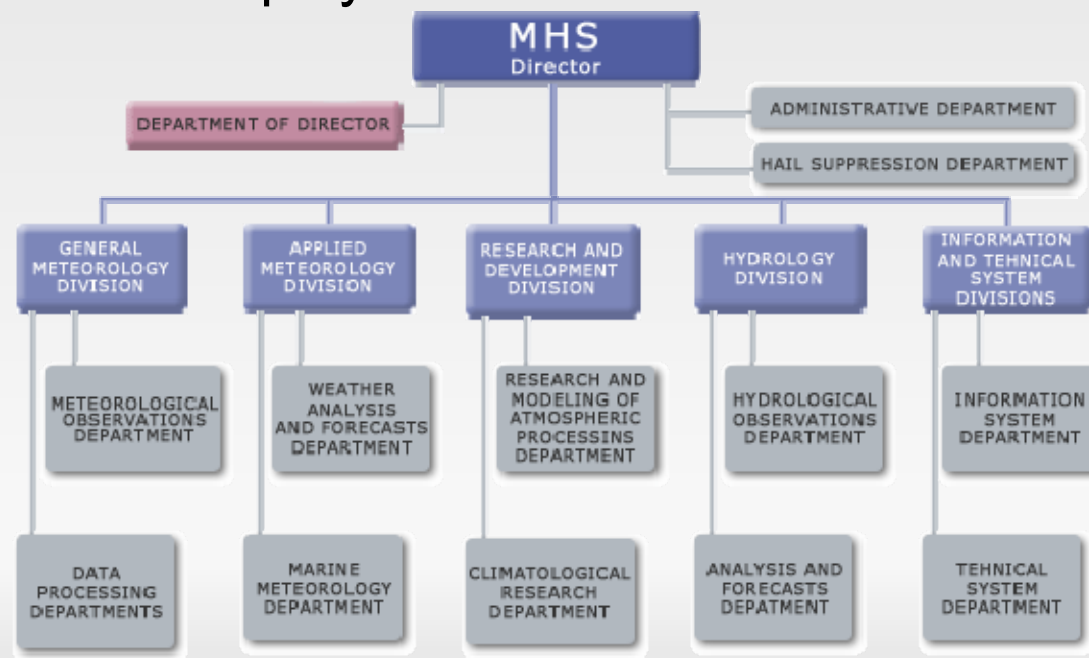 MHS
Director
DEPARTMENT OF DIRECTOR
ADMINISTRATIVE DEPARTMENT
HAIL SUPPRESSION DEPARTMENT
GENERAL
METEOROLOGY
DIVISION
APPLIED
METEOROLOGY
DIVISION
RESEARCH AND
DEVELOPMENT
DIVISION
HYDROLOGY
DIVISION
INFORMATION
AND TEHNICAL
SYSTEM
DIVISIONS
METEOROLOGICAL
OBSERVATIONS
DEPARTMENT
WEATHER
ANALYSIS
AND FORECASTS
DEPARTMENT
RESEARCH AND
MODELING OF
ATMOSPHERIC
PROCESSINS
DEPARTMENT
HYDROLOGICAL
OBSERVATIONS
DEPARTMENT
INFORMATION
SYSTEM
DEPARTMENT
DATA
PROCESSING
DEPARTMENTS
MARINE
METEOROLOGY
DEPARTMENT
CLIMATOLOGICAL
RESEARCH
DEPARTMENT
ANALYSIS AND
FORECASTS
DEPATMENT
TEHNICAL
SYSTEM
DEPARTMENT